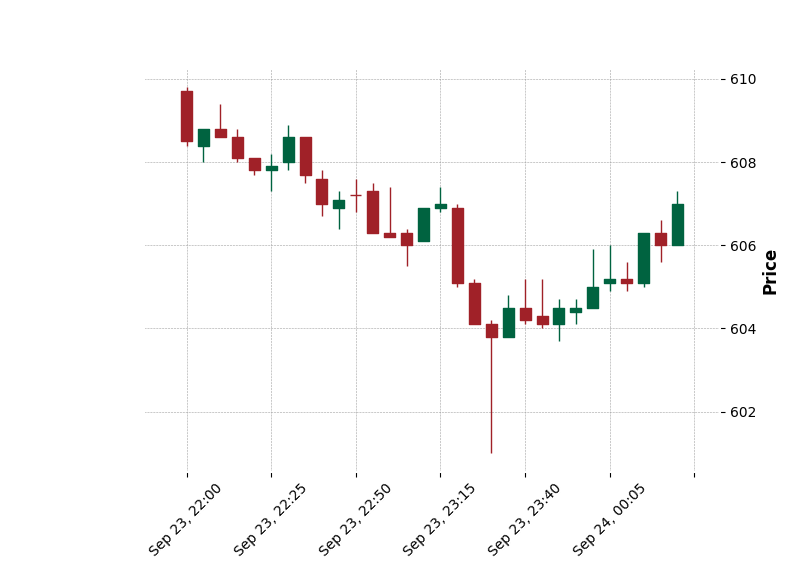 610
608
606
604
602
Price
Sep 23, 22:00
Sep 23, 22:25
Sep 23, 22:50
Sep 23, 23:15
Sep 23, 23:40
Sep 24, 00:05